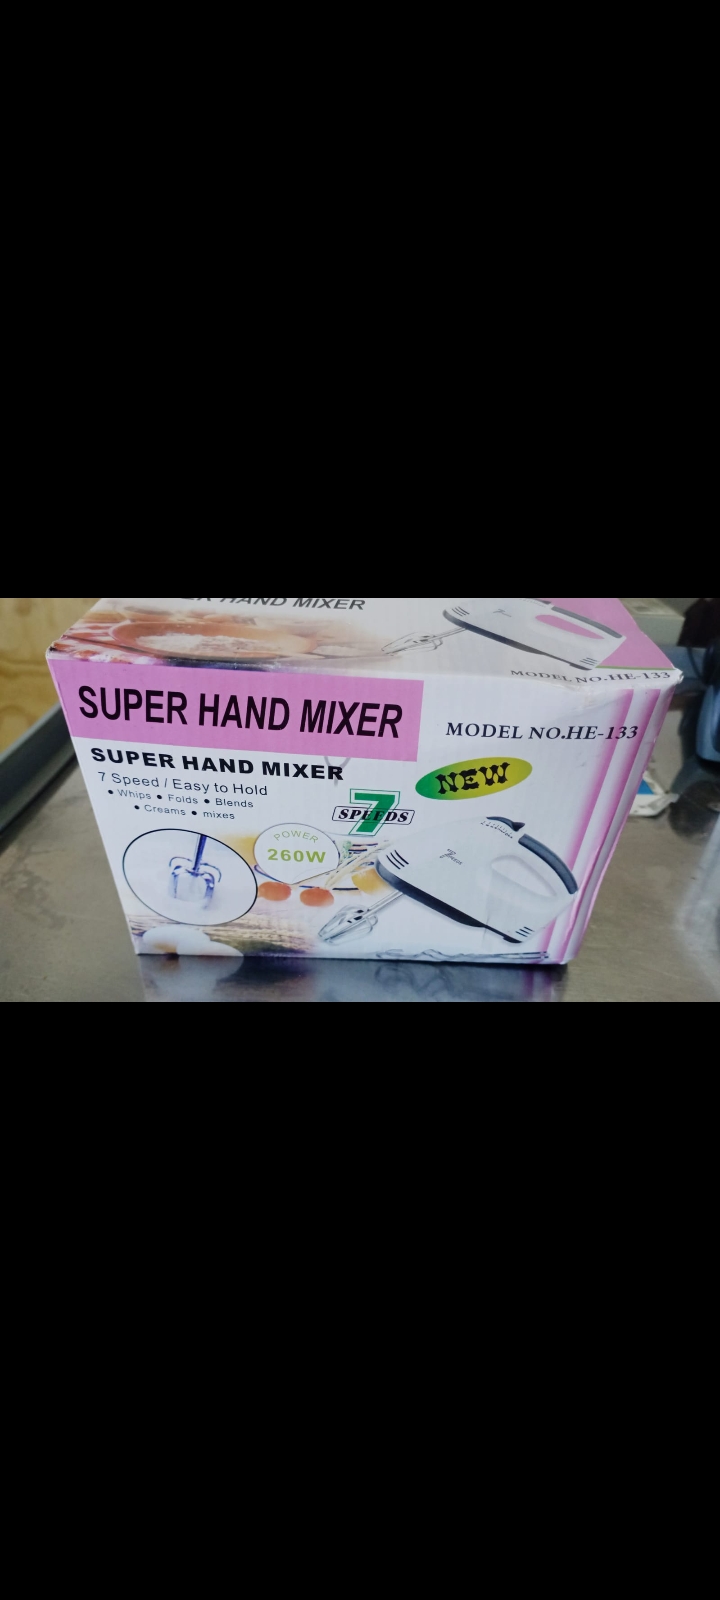 HAND MIXER
MODEL NO.HE-133
SUPER HAND MIXER
MODEL NO.HE-133
SUPER HAND MIXER
7 Speed / Easy to Hold
• Whips • Folds • Blends
• Creams • mixes
NEW
7
SPEEDS
POWER
260W